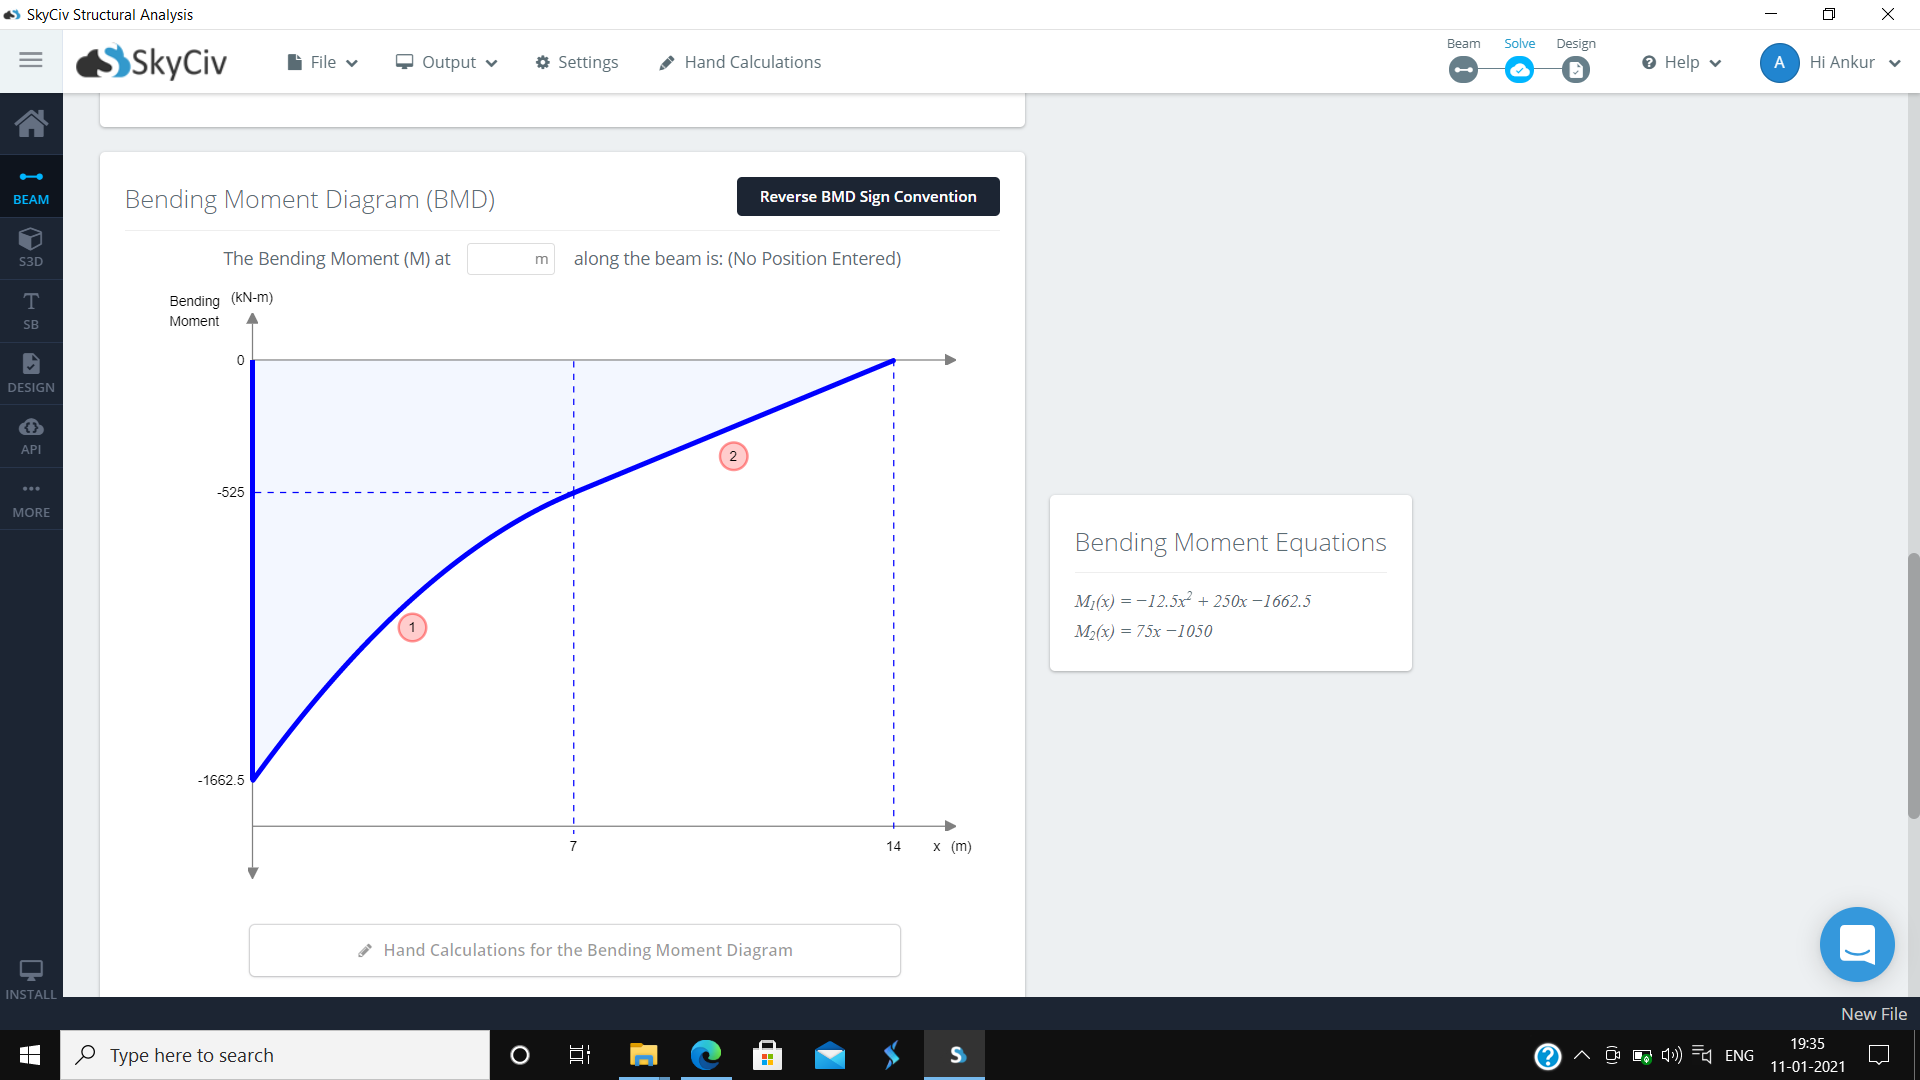 SkyCiv Structural Analysis
SkyCiv
File
Output
Settings
Hand Calculations
Beam
Solve
Design
Help
A
Hi Ankur
BEAM
S3D
T
SB
DESIGN
API
MORE
INSTALL
Bending Moment Diagram (BMD)
Reverse BMD Sign Convention
The Bending Moment (M) at m along the beam is: (No Position Entered)
Bending Moment (kN-m)
0
-525
-1662.5
1
2
7
14
x (m)
Hand Calculations for the Bending Moment Diagram
Bending Moment Equations
M₁(x) = −12.5x² + 250x −1662.5
M₂(x) = 75x −1050
New File
Type here to search
S
ENG
19:35
11-01-2021